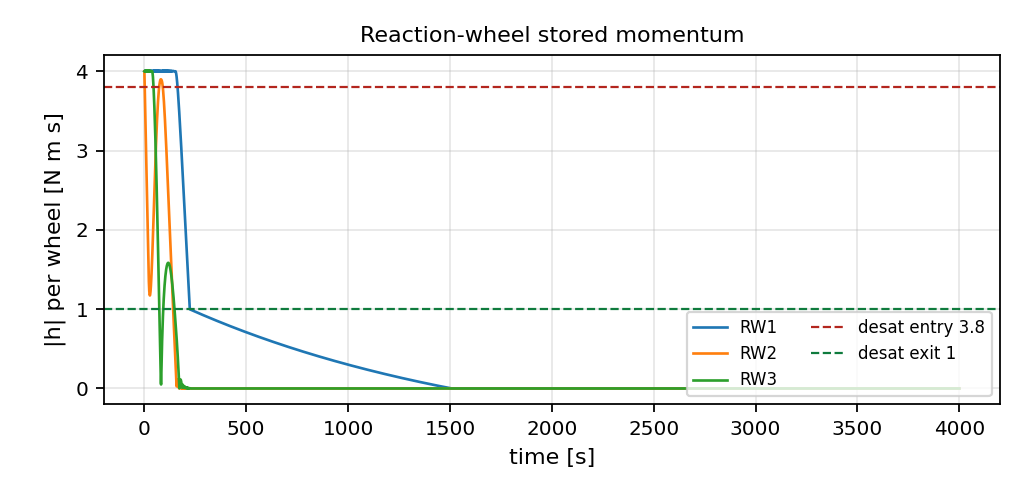 Reaction-wheel stored momentum
|h| per wheel [N m s]
4
3
2
1
0
RW1
RW2
RW3
desat entry 3.8
desat exit 1
0 500 1000 1500 2000 2500 3000 3500 4000
time [s]